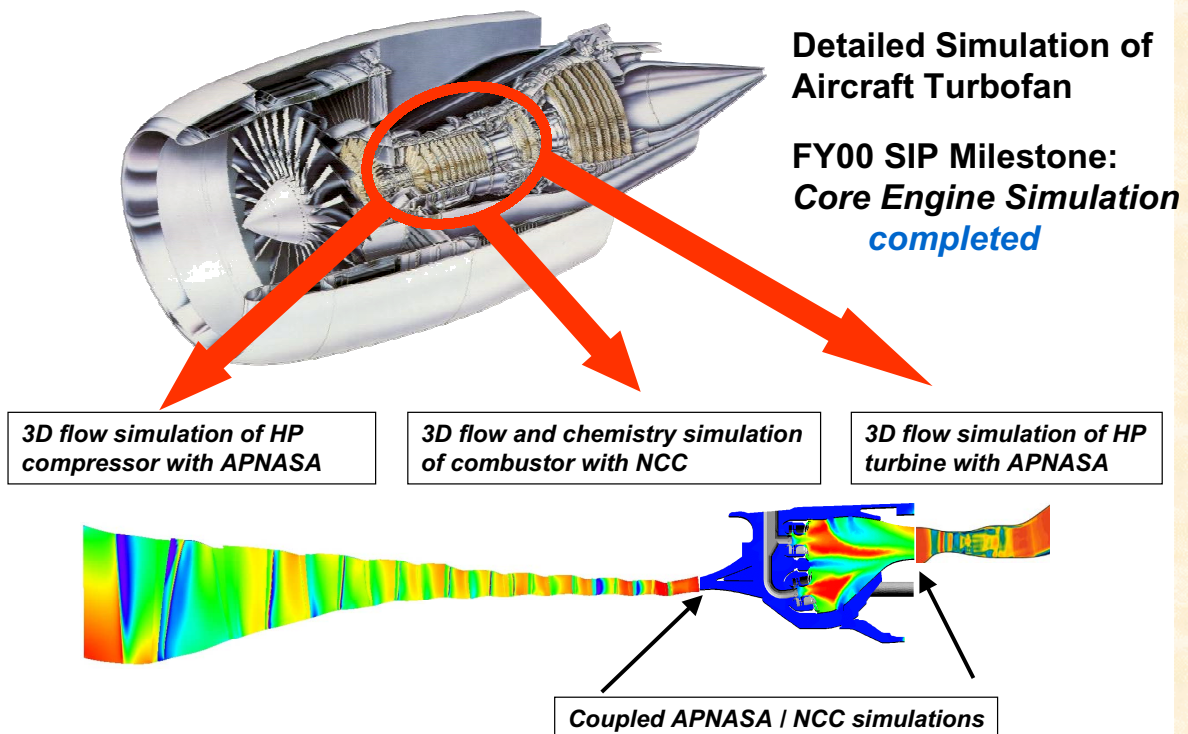 Detailed Simulation of
Aircraft Turbofan
FY00 SIP Milestone:
Core Engine Simulation
completed
3D flow simulation of HP
compressor with APNASA
3D flow and chemistry simulation
of combustor with NCC
3D flow simulation of HP
turbine with APNASA
Coupled APNASA / NCC simulations